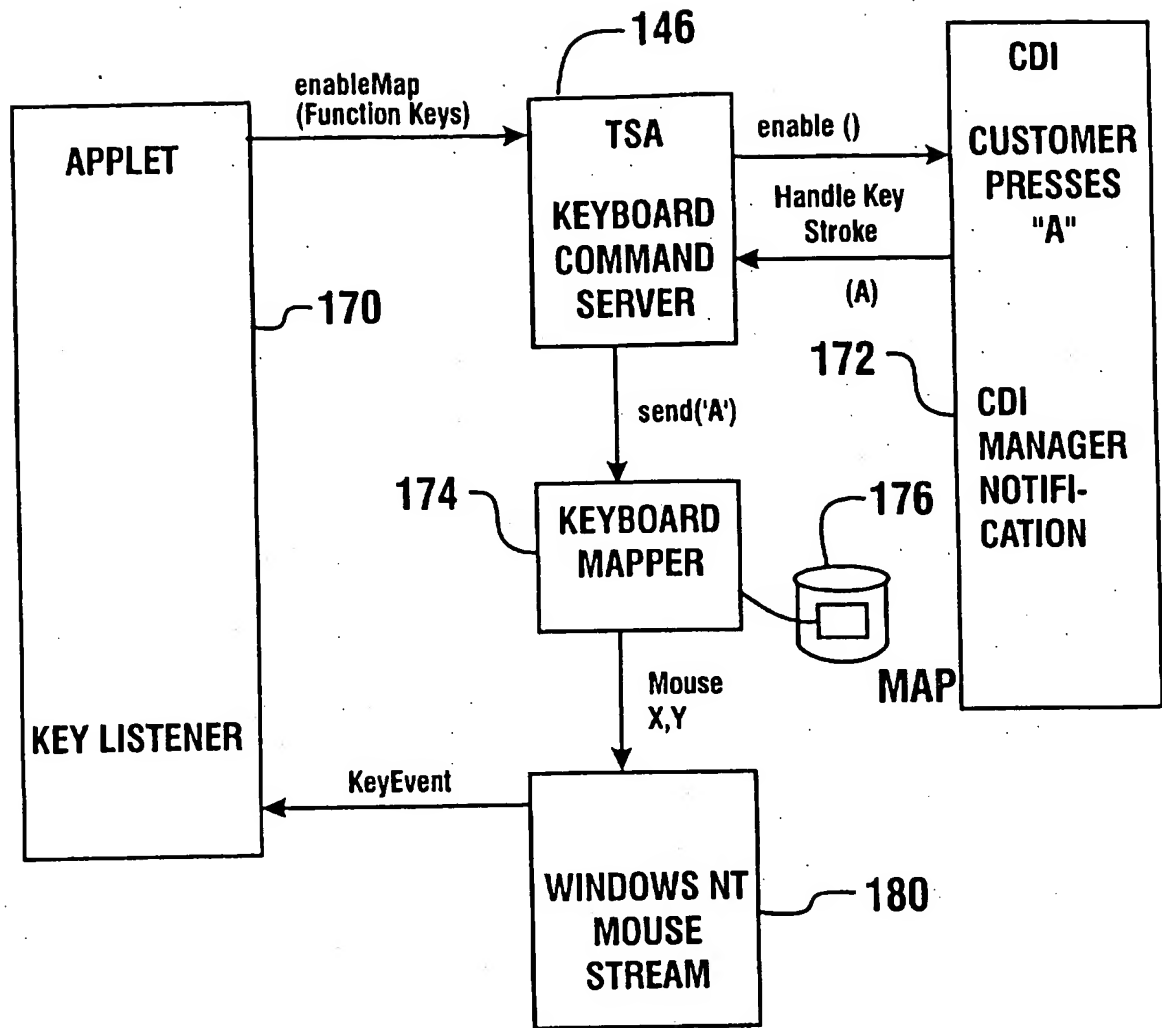 146
enableMap
(Function Keys)
APPLET
170
KEY LISTENER
TSA
KEYBOARD
COMMAND
SERVER
enable ()
Handle Key
Stroke
(A)
CDI
CUSTOMER
PRESSES
"A"
172
CDI
MANAGER
NOTIFI-
CATION
send('A')
174
KEYBOARD
MAPPER
176
MAP
Mouse
X,Y
KeyEvent
WINDOWS NT
MOUSE
STREAM
180